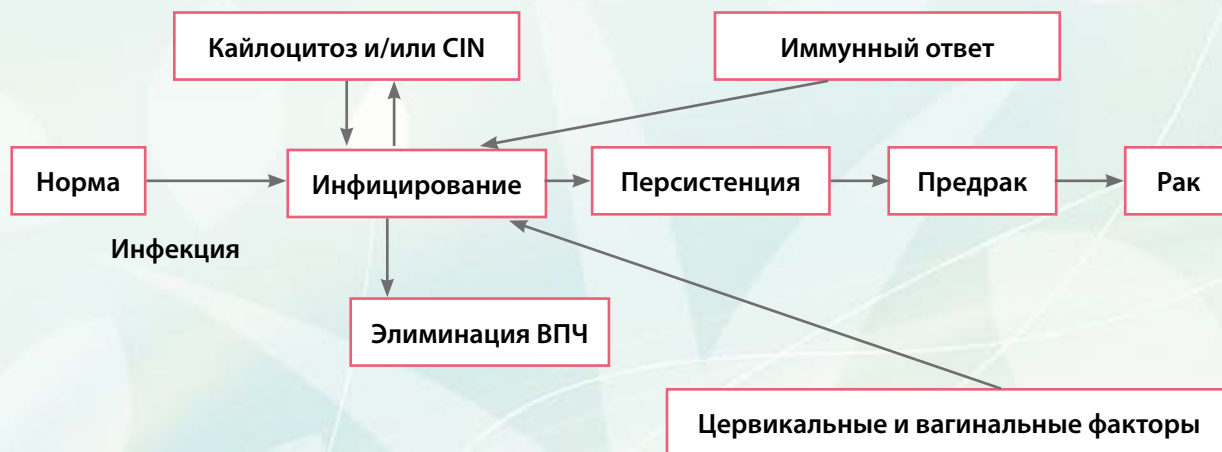 Кайлоцитоз и/или CIN
Иммунный ответ
Норма
Инфицирование
Персистенция
Предрак
Рак
Инфекция
Элиминация ВПЧ
Цервикальные и вагинальные факторы